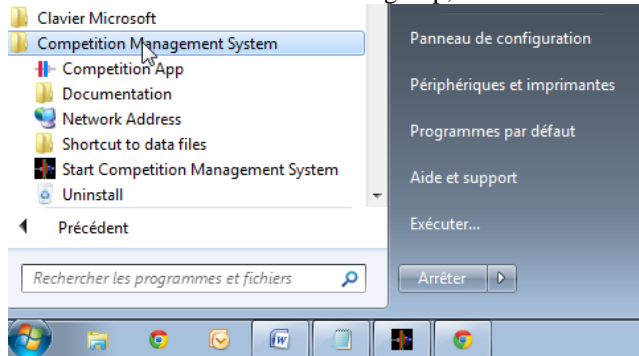 Clavier Microsoft
Competition Management System
Competition App
Documentation
Network Address
Shortcut to data files
Start Competition Management System
Uninstall
Précédent
Rechercher les programmes et fichiers
Panneau de configuration
Périphériques et imprimantes
Programmes par défaut
Aide et support
Exécuter...
Arrêter